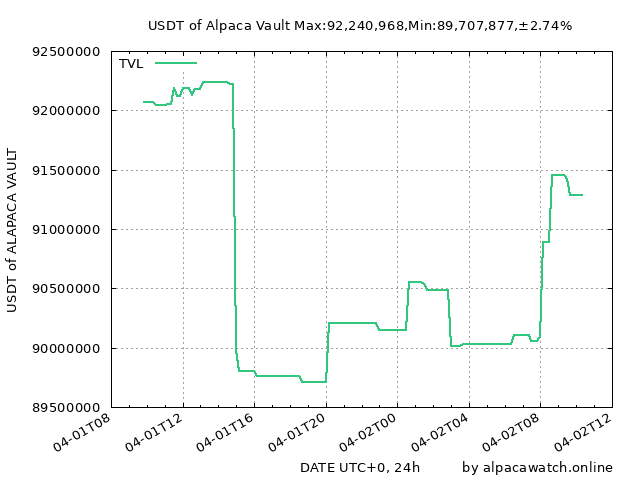 USDT of Alpaca Vault Max:92,240,968,Min:89,707,877,±2.74%
TVL
92500000
92000000
91500000
91000000
90500000
90000000
89500000
USDT of ALAPACA VAULT
04-01T08
04-01T12
04-01T16
04-01T20
04-02T00
04-02T04
04-02T08
04-02T12
DATE UTC+0, 24h
by alpacawatch.online